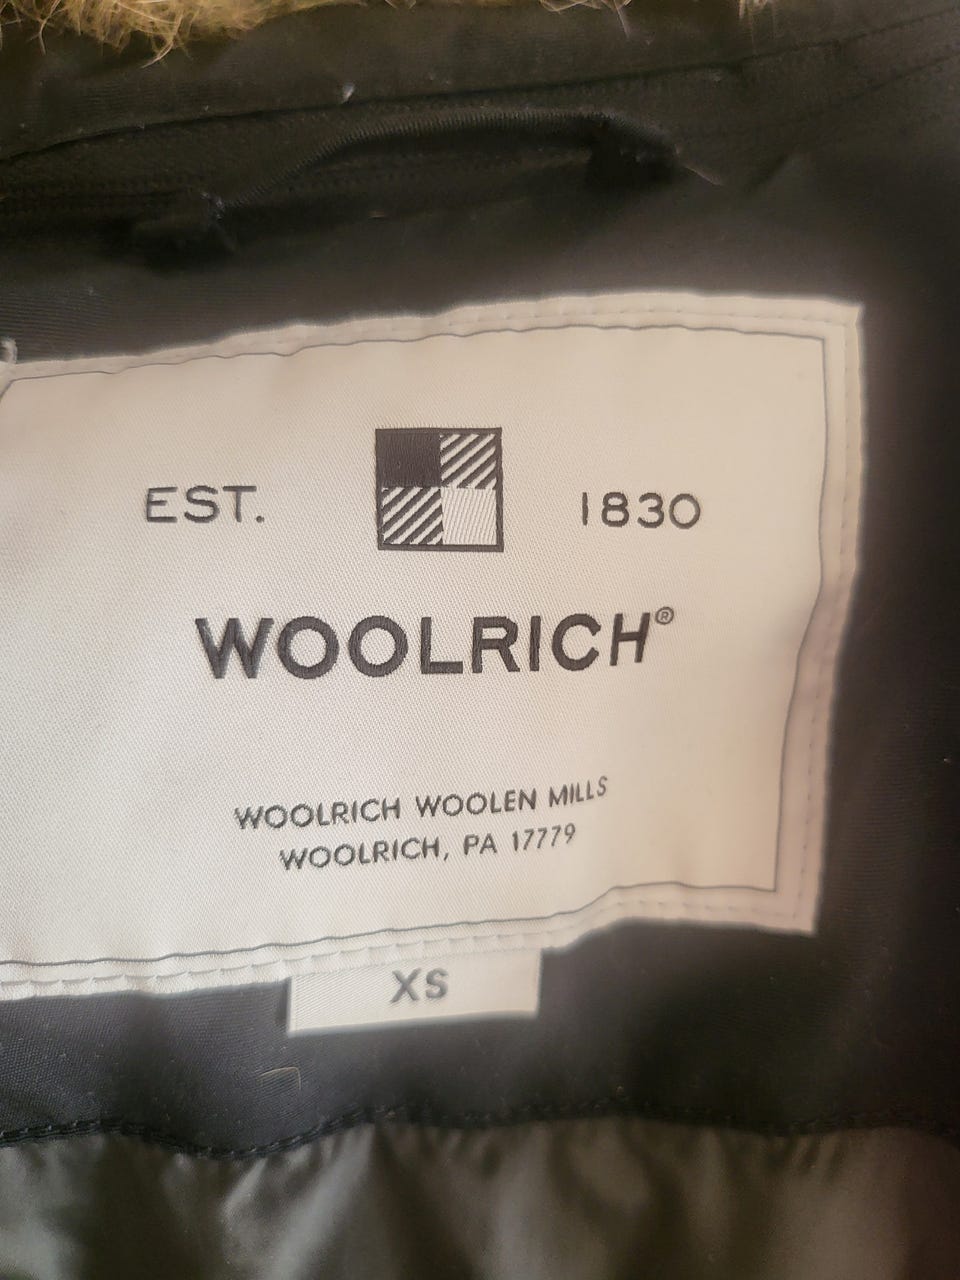 EST. 1830
WOOLRICH®
WOOLRICH WOOLEN MILLS
WOOLRICH, PA 17779
XS